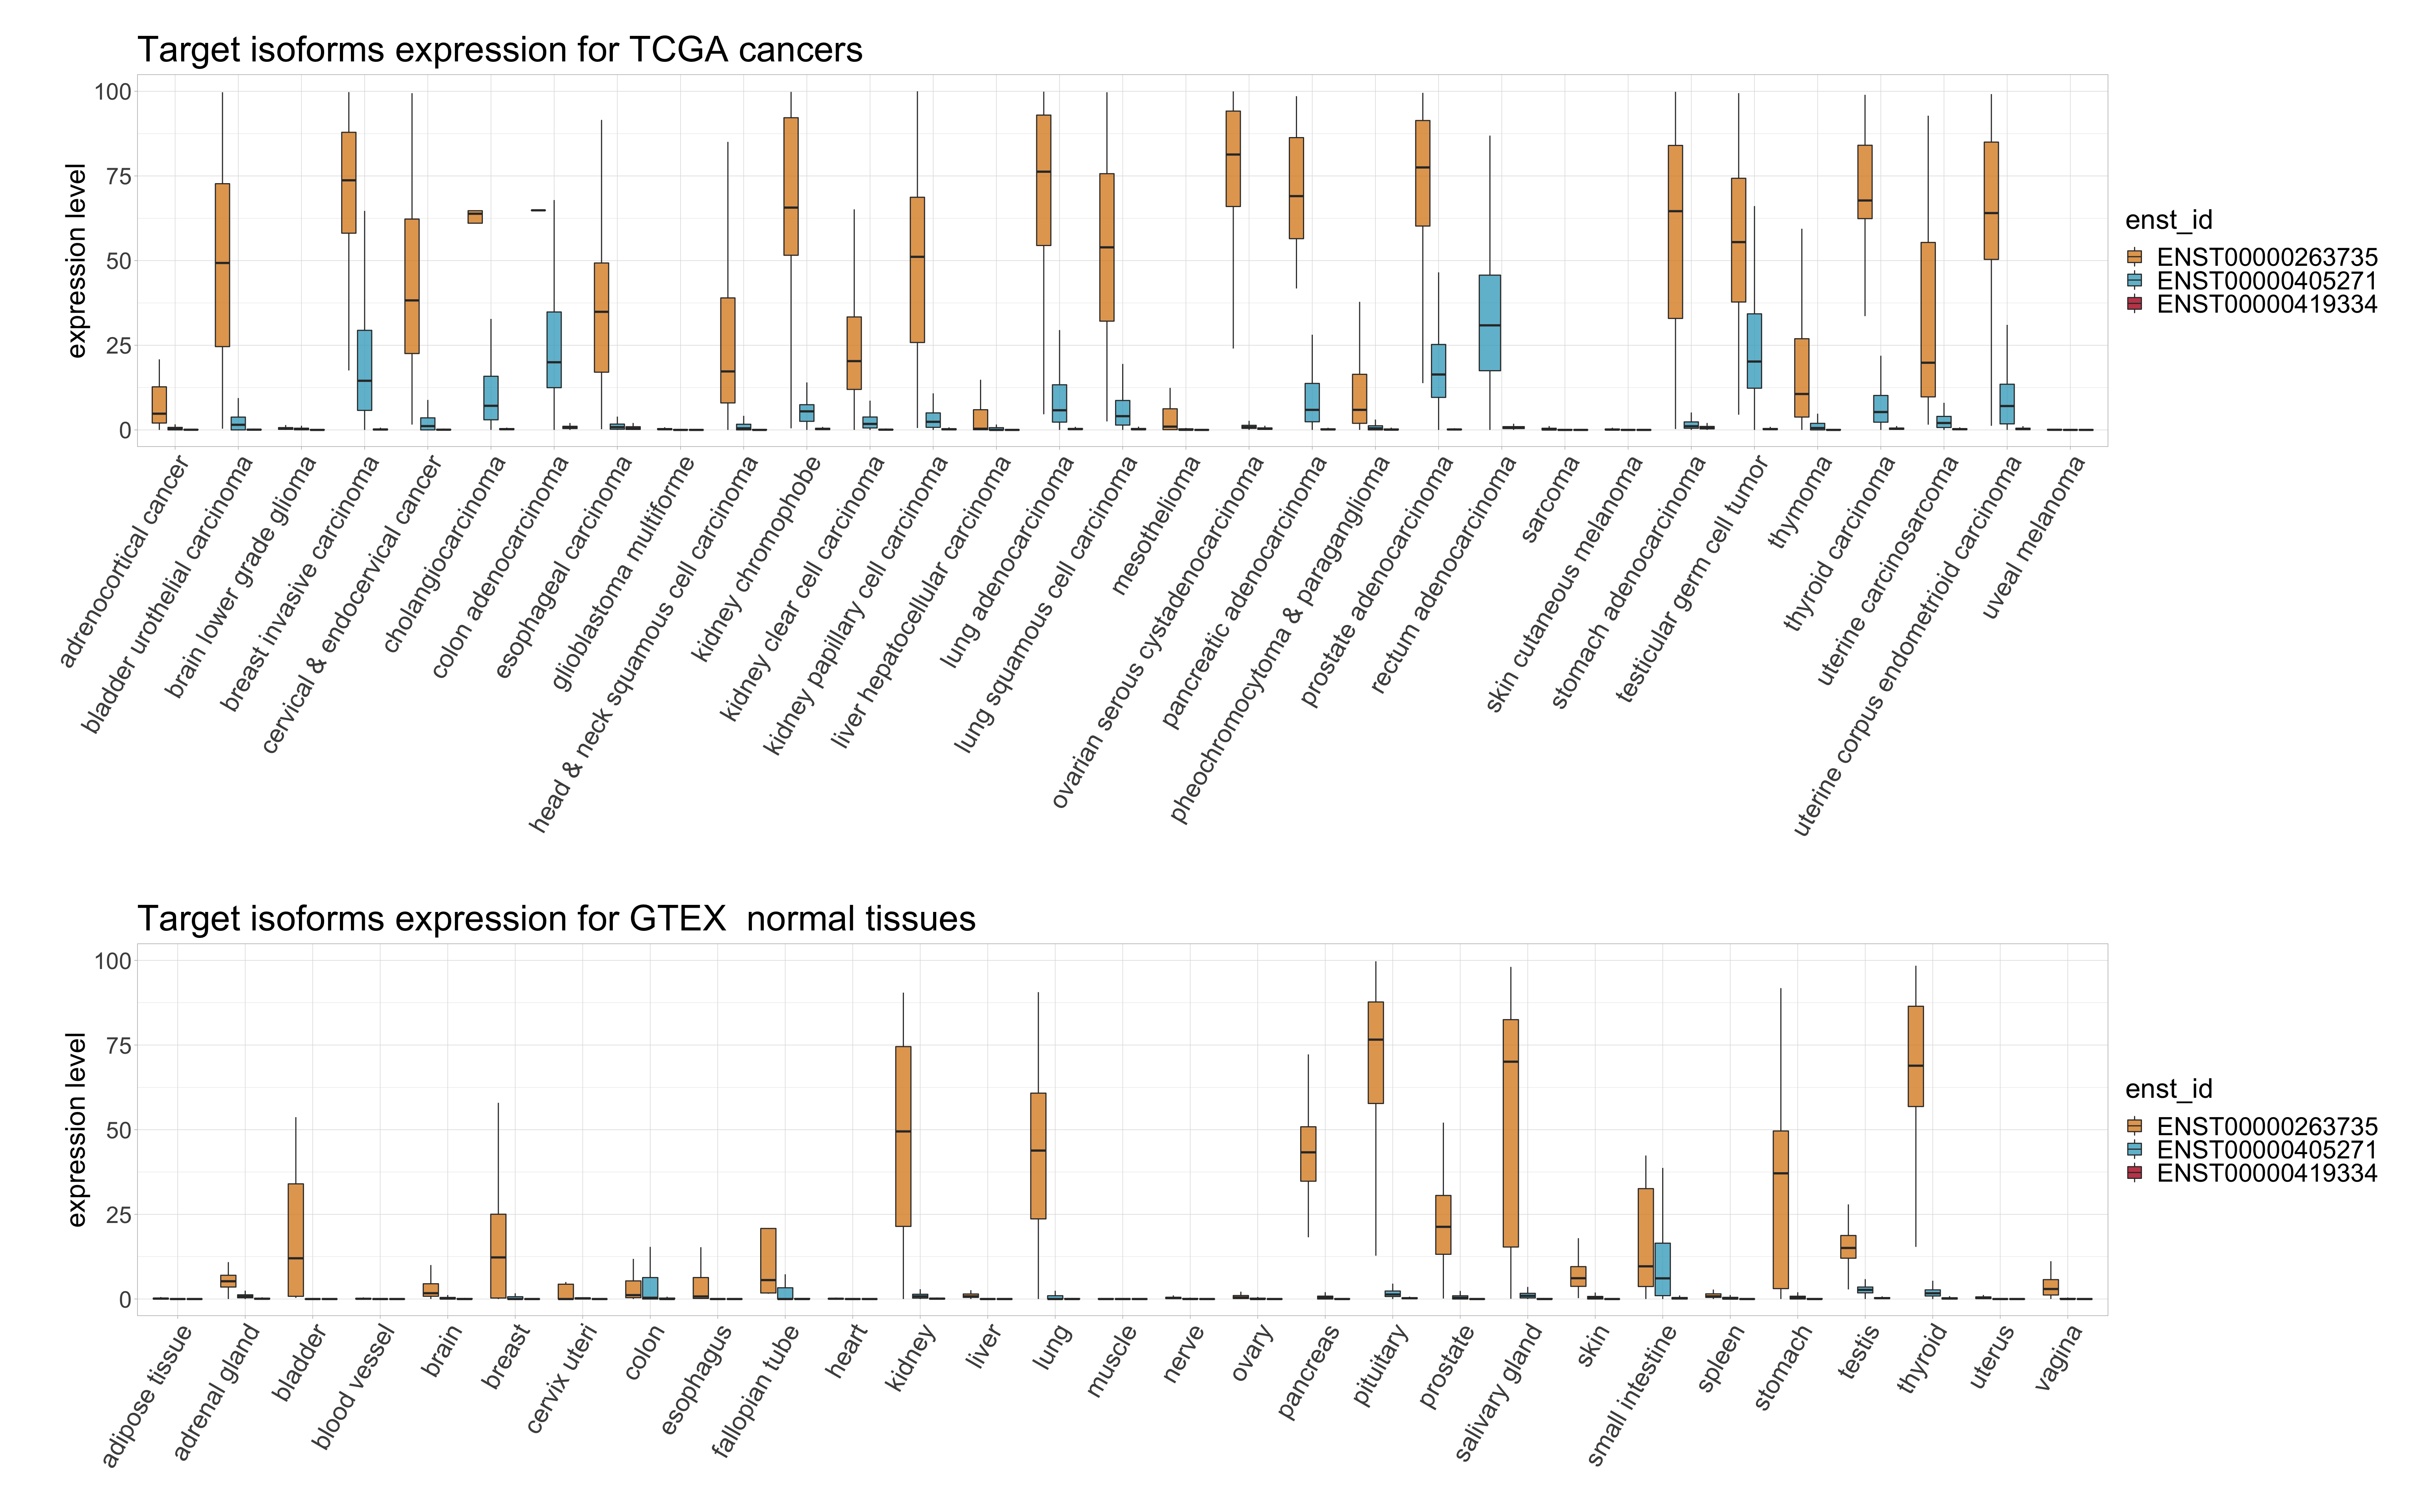 Target isoforms expression for TCGA cancers
expression level
100
75
50
25
0
adrenocortical cancer
bladder urothelial carcinoma
brain lower grade glioma
breast invasive carcinoma
cervical & endocervical cancer
cholangiocarcinoma
colon adenocarcinoma
esophageal carcinoma
glioblastoma multiforme
head & neck squamous cell carcinoma
kidney chromophobe
kidney clear cell carcinoma
kidney papillary cell carcinoma
liver hepatocellular carcinoma
lung adenocarcinoma
lung squamous cell carcinoma
mesothelioma
ovarian serous cystadenocarcinoma
pancreatic adenocarcinoma
pheochromocytoma & paraganglioma
prostate adenocarcinoma
rectum adenocarcinoma
sarcoma
skin cutaneous melanoma
stomach adenocarcinoma
testicular germ cell tumor
thymoma
thyroid carcinoma
uterine carcinosarcoma
uterine corpus endometrioid carcinoma
uveal melanoma
enst_id
ENST00000263735
ENST00000405271
ENST00000419334
Target isoforms expression for GTEX  normal tissues
expression level
100
75
50
25
0
adipose tissue
adrenal gland
bladder
blood vessel
brain
breast
cervix uteri
colon
esophagus
fallopian tube
heart
kidney
liver
lung
muscle
nerve
ovary
pancreas
pituitary
prostate
salivary gland
skin
small intestine
spleen
stomach
testis
thyroid
uterus
vagina
enst_id
ENST00000263735
ENST00000405271
ENST00000419334